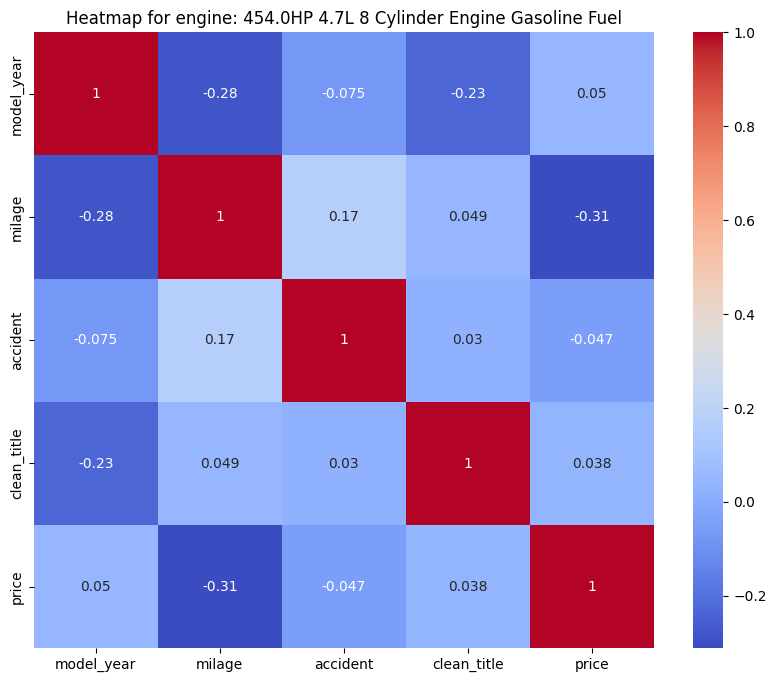 Heatmap for engine: 454.0HP 4.7L 8 Cylinder Engine Gasoline Fuel
model_year 1 -0.28 -0.075 -0.23 0.05
milage -0.28 1 0.17 0.049 -0.31
accident -0.075 0.17 1 0.03 -0.047
clean_title -0.23 0.049 0.03 1 0.038
price 0.05 -0.31 -0.047 0.038 1
model_year milage accident clean_title price
1.0
0.8
0.6
0.4
0.2
0.0
−0.2